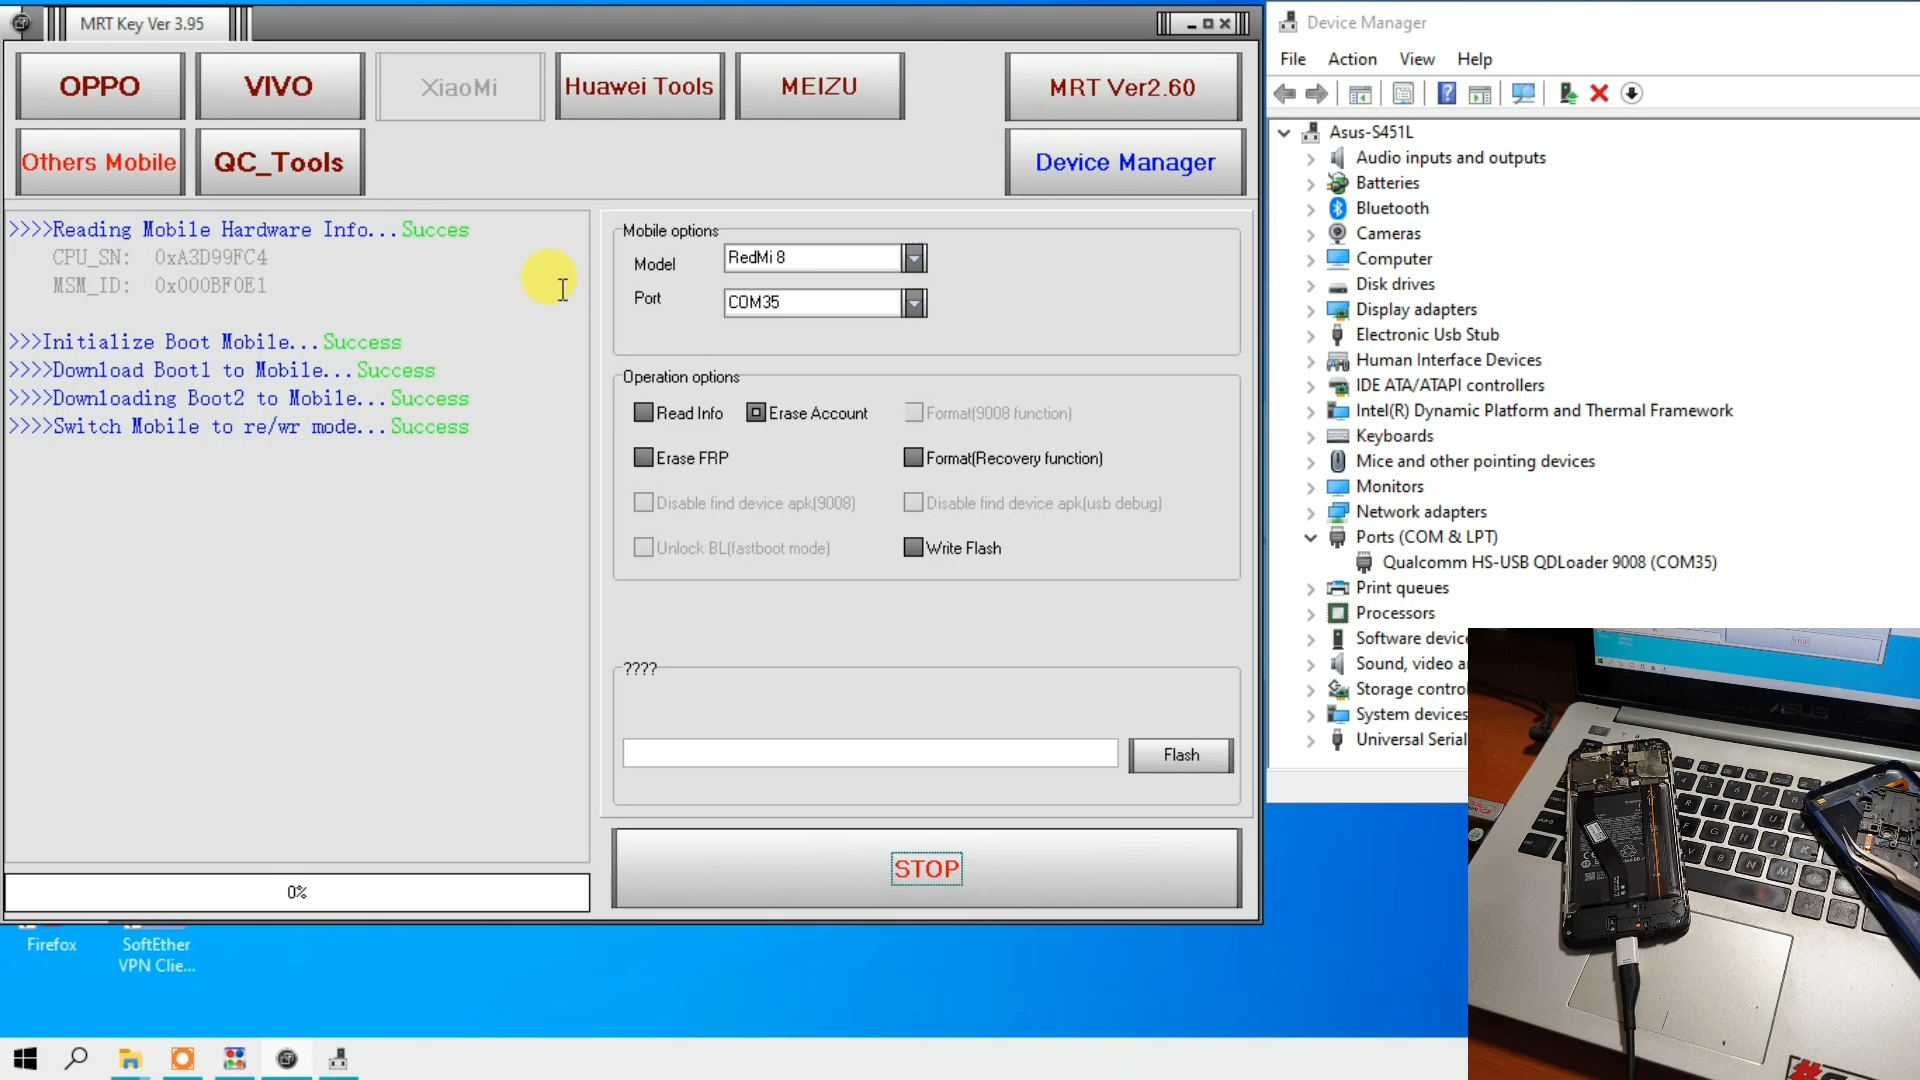 MRT Key Ver 3.95
OPPO
VIVO
XiaoMi
Huawei Tools
MEIZU
MRT Ver2.60
Others Mobile
QC_Tools
Device Manager
>>>>Reading Mobile Hardware Info...Succes
CPU_SN: 0xA3D99FC4
MSM_ID: 0x000BF0E1
>>>Initialize Boot Mobile...Success
>>>>Download Boot1 to Mobile...Success
>>>>Downloading Boot2 to Mobile...Success
>>>>Switch Mobile to re/wr mode...Success
0%
Mobile options
Model
RedMi 8
Port
COM35
Operation options
Read Info
Erase Account
Format(9008 function)
Erase FRP
Format(Recovery function)
Disable find device apk(9008)
Disable find device apk(usb debug)
Unlock BL(fastboot mode)
Write Flash
????
Flash
STOP
Device Manager
File Action View Help
Asus-S451L
Audio inputs and outputs
Batteries
Bluetooth
Cameras
Computer
Disk drives
Display adapters
Electronic Usb Stub
Human Interface Devices
IDE ATA/ATAPI controllers
Intel(R) Dynamic Platform and Thermal Framework
Keyboards
Mice and other pointing devices
Monitors
Network adapters
Ports (COM & LPT)
Qualcomm HS-USB QDLoader 9008 (COM35)
Print queues
Processors
Software device
Sound, video a
Storage control
System devices
Universal Serial
STOP
ASUS
Firefox
SoftEther
VPN Clie...